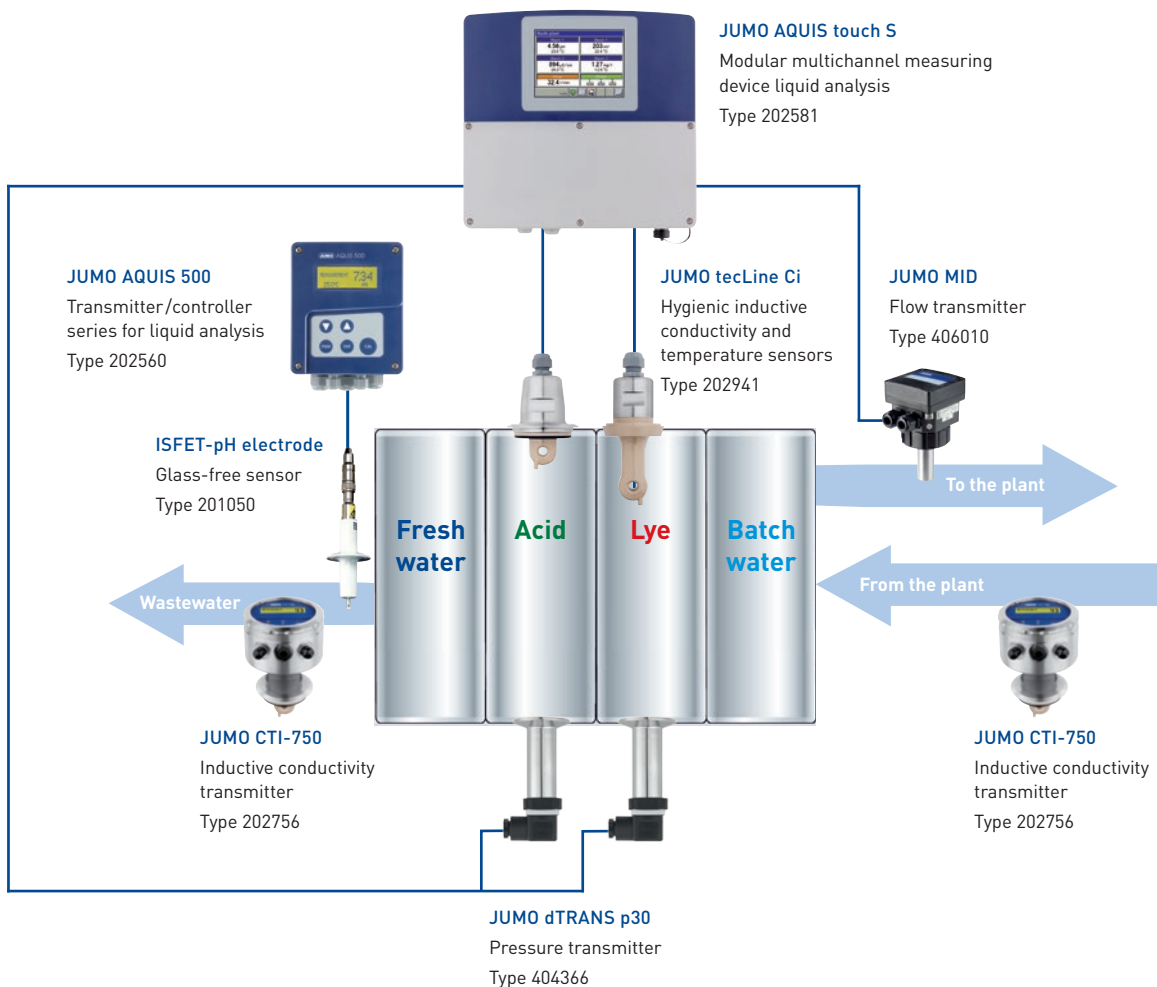 JUMO AQUIS touch S
Modular multichannel measuring
device liquid analysis
Type 202581
JUMO AQUIS 500
Transmitter/controller
series for liquid analysis
Type 202560
JUMO AQUIS 500
734
JUMO tecLine Ci
Hygienic inductive
conductivity and
temperature sensors
Type 202941
JUMO MID
Flow transmitter
Type 406010
ISFET-pH electrode
Glass-free sensor
Type 201050
Fresh
water
Acid
Lye
Batch
water
To the plant
From the plant
Wastewater
JUMO CTI-750
Inductive conductivity
transmitter
Type 202756
JUMO CTI-750
Inductive conductivity
transmitter
Type 202756
JUMO dTRANS p30
Pressure transmitter
Type 404366